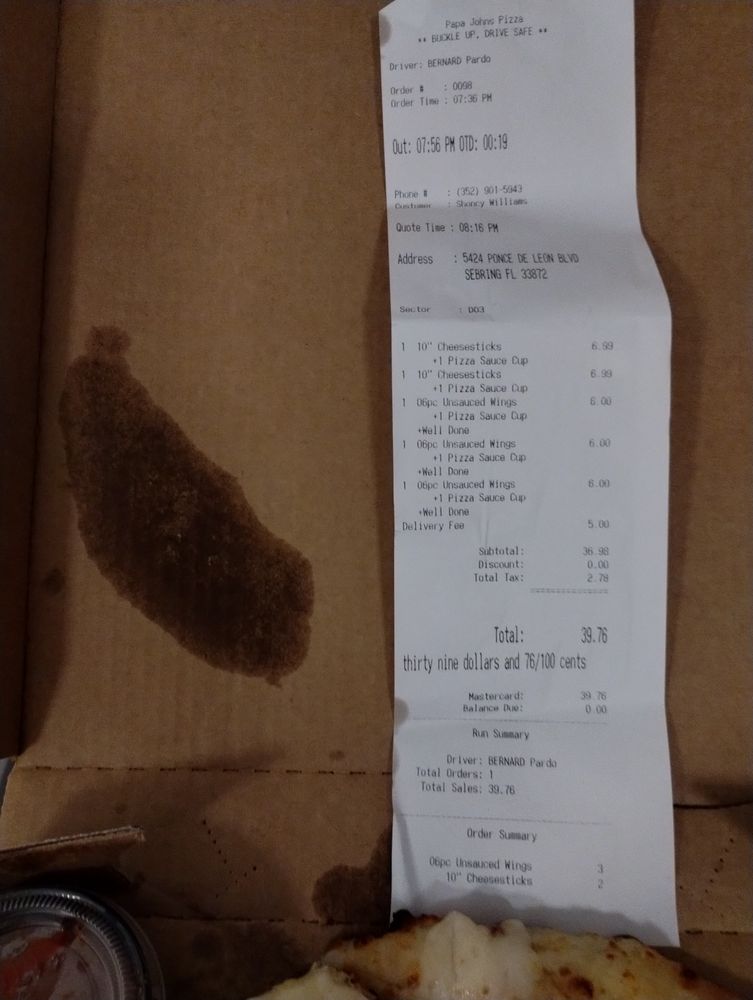 Papa Johns Pizza
** BUCKLE UP, DRIVE SAFE **
Driver: BERNARD Pardo
Order # : 0098
Order Time : 07:36 PM
Out: 07:56 PM OTD: 00:19
Phone # : (352) 901-5943
Customer : Shoncy Williams
Quote Time : 08:16 PM
Address : 5424 PONCE DE LEON BLVD
SEBRING FL 33872
Sector : D03
1 10" Cheesesticks 6.99
+1 Pizza Sauce Cup
1 10" Cheesesticks 6.99
+1 Pizza Sauce Cup
1 06pc Unsauced Wings 6.00
+1 Pizza Sauce Cup
+Well Done
1 06pc Unsauced Wings 6.00
+1 Pizza Sauce Cup
+Well Done
1 06pc Unsauced Wings 6.00
+1 Pizza Sauce Cup
+Well Done
Delivery Fee 5.00
Subtotal: 36.98
Discount: 0.00
Total Tax: 2.78
============
Total: 39.76
thirty nine dollars and 76/100 cents
Mastercard: 39.76
Balance Due: 0.00
Run Summary
Driver: BERNARD Pardo
Total Orders: 1
Total Sales: 39.76
Order Summary
06pc Unsauced Wings 3
10" Cheesesticks 2